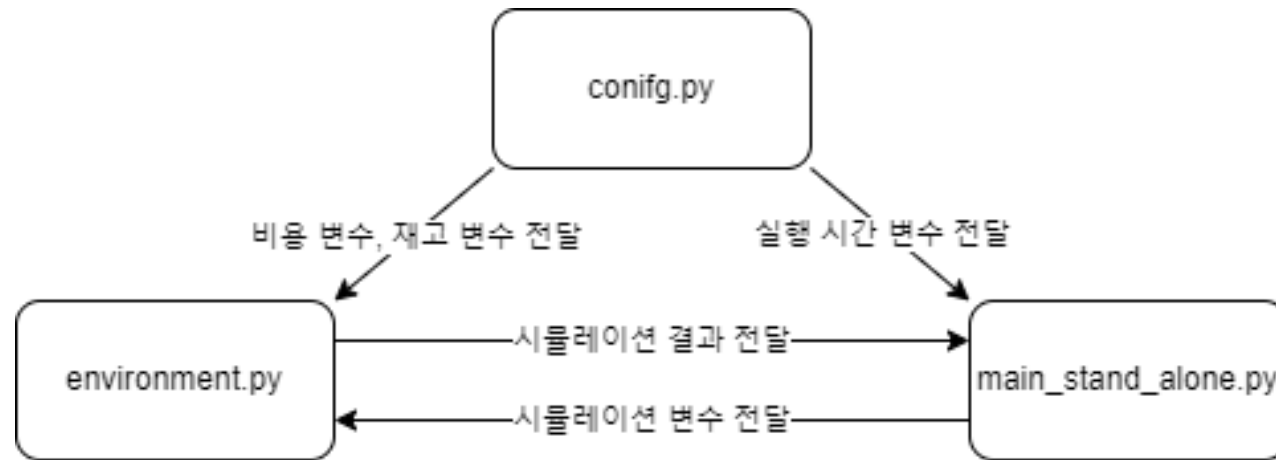 conifg.py
비용 변수, 재고 변수 전달
실행 시간 변수 전달
시뮬레이션 결과 전달
environment.py
main_stand_alone.py
시뮬레이션 변수 전달